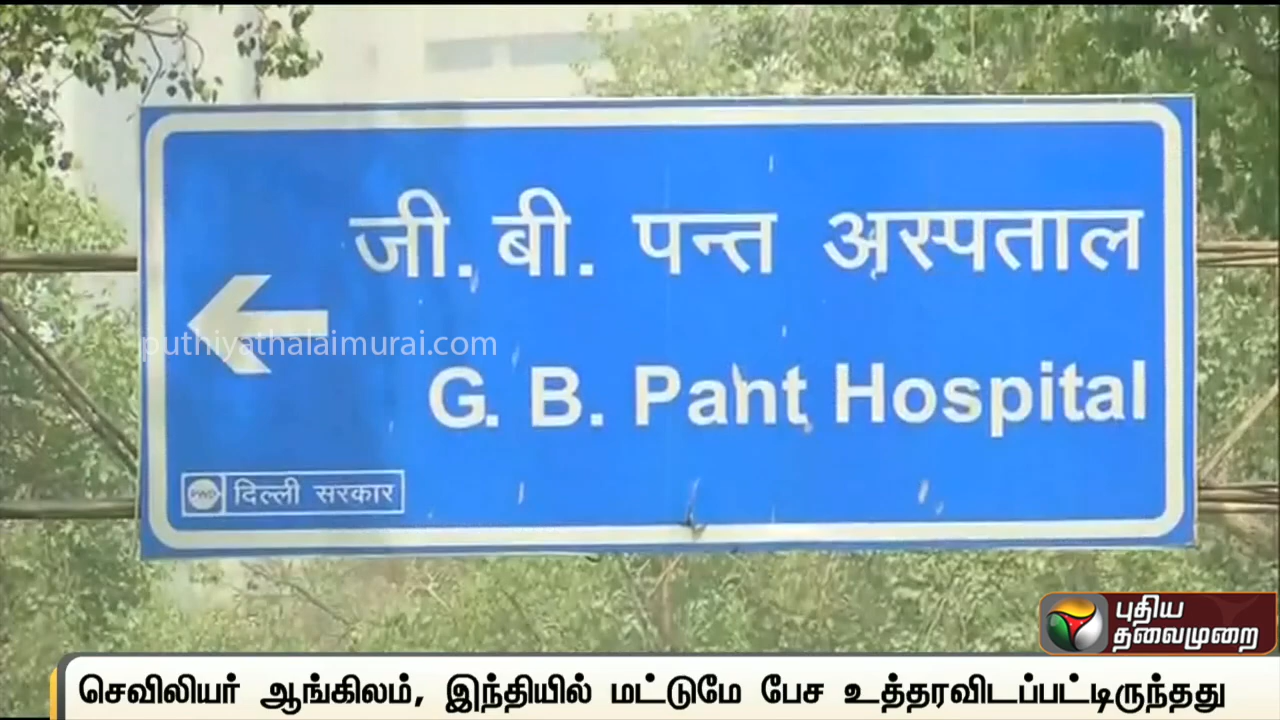 जी. बी. पन्त अस्पताल
puthiyathalaimurai.com
G. B. Pant Hospital
PWD दिल्ली सरकार
புதிய
தலைமுறை
செவிலியர் ஆங்கிலம், இந்தியில் மட்டுமே பேச உத்தரவிடப்பட்டிருந்தது